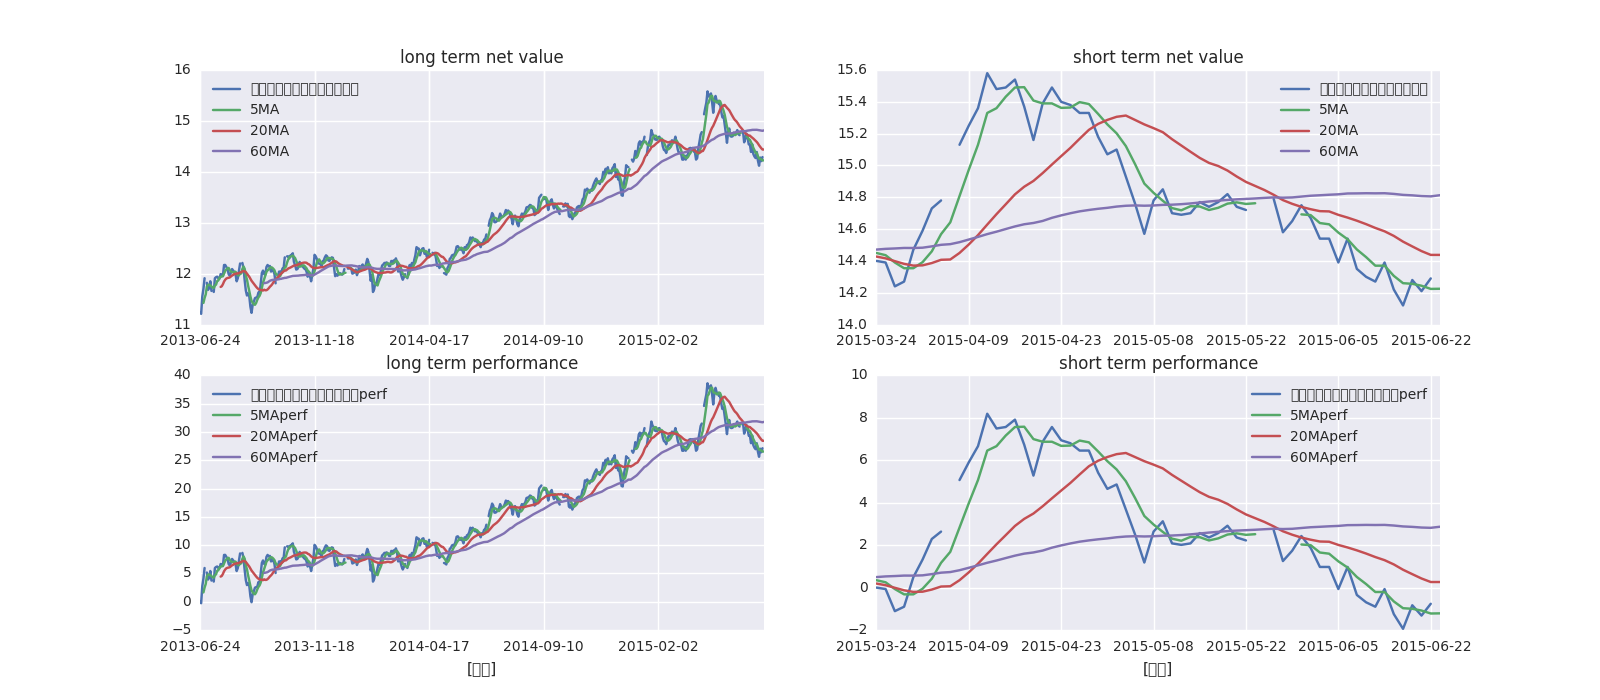 long term net value
16
15
14
13
12
11
5MA
20MA
60MA
2013-06-24 2013-11-18 2014-04-17 2014-09-10 2015-02-02
short term net value
15.6
15.4
15.2
15.0
14.8
14.6
14.4
14.2
14.0
5MA
20MA
60MA
2015-03-24 2015-04-09 2015-04-23 2015-05-08 2015-05-22 2015-06-05 2015-06-22
long term performance
40
35
30
25
20
15
10
5
0
−5
perf
5MAperf
20MAperf
60MAperf
2013-06-24 2013-11-18 2014-04-17 2014-09-10 2015-02-02
short term performance
10
8
6
4
2
0
−2
perf
5MAperf
20MAperf
60MAperf
2015-03-24 2015-04-09 2015-04-23 2015-05-08 2015-05-22 2015-06-05 2015-06-22